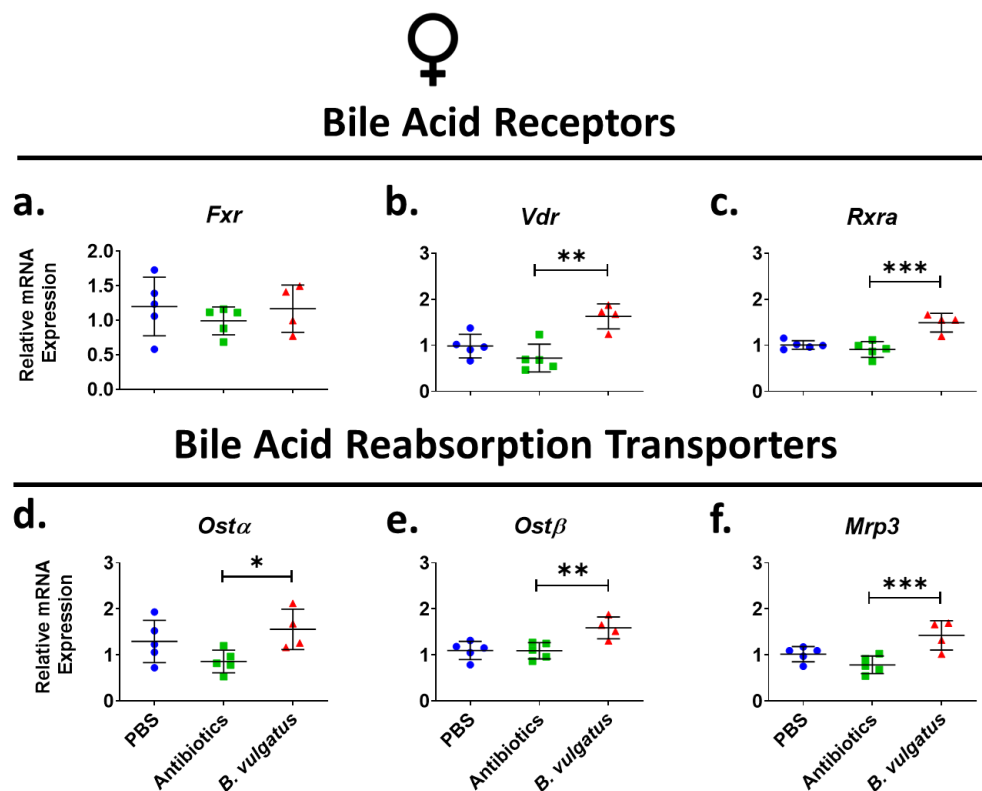 Bile Acid Receptors
a.
Fxr
Relative mRNA
Expression
2.0
1.5
1.0
0.5
0.0
b.
Vdr
3
2
1
0
**
c.
Rxra
3
2
1
0
***
Bile Acid Reabsorption Transporters
d.
Ostα
Relative mRNA
Expression
3
2
1
0
*
PBS
Antibiotics
B. vulgatus
e.
Ostβ
3
2
1
0
**
PBS
Antibiotics
B. vulgatus
f.
Mrp3
3
2
1
0
***
PBS
Antibiotics
B. vulgatus